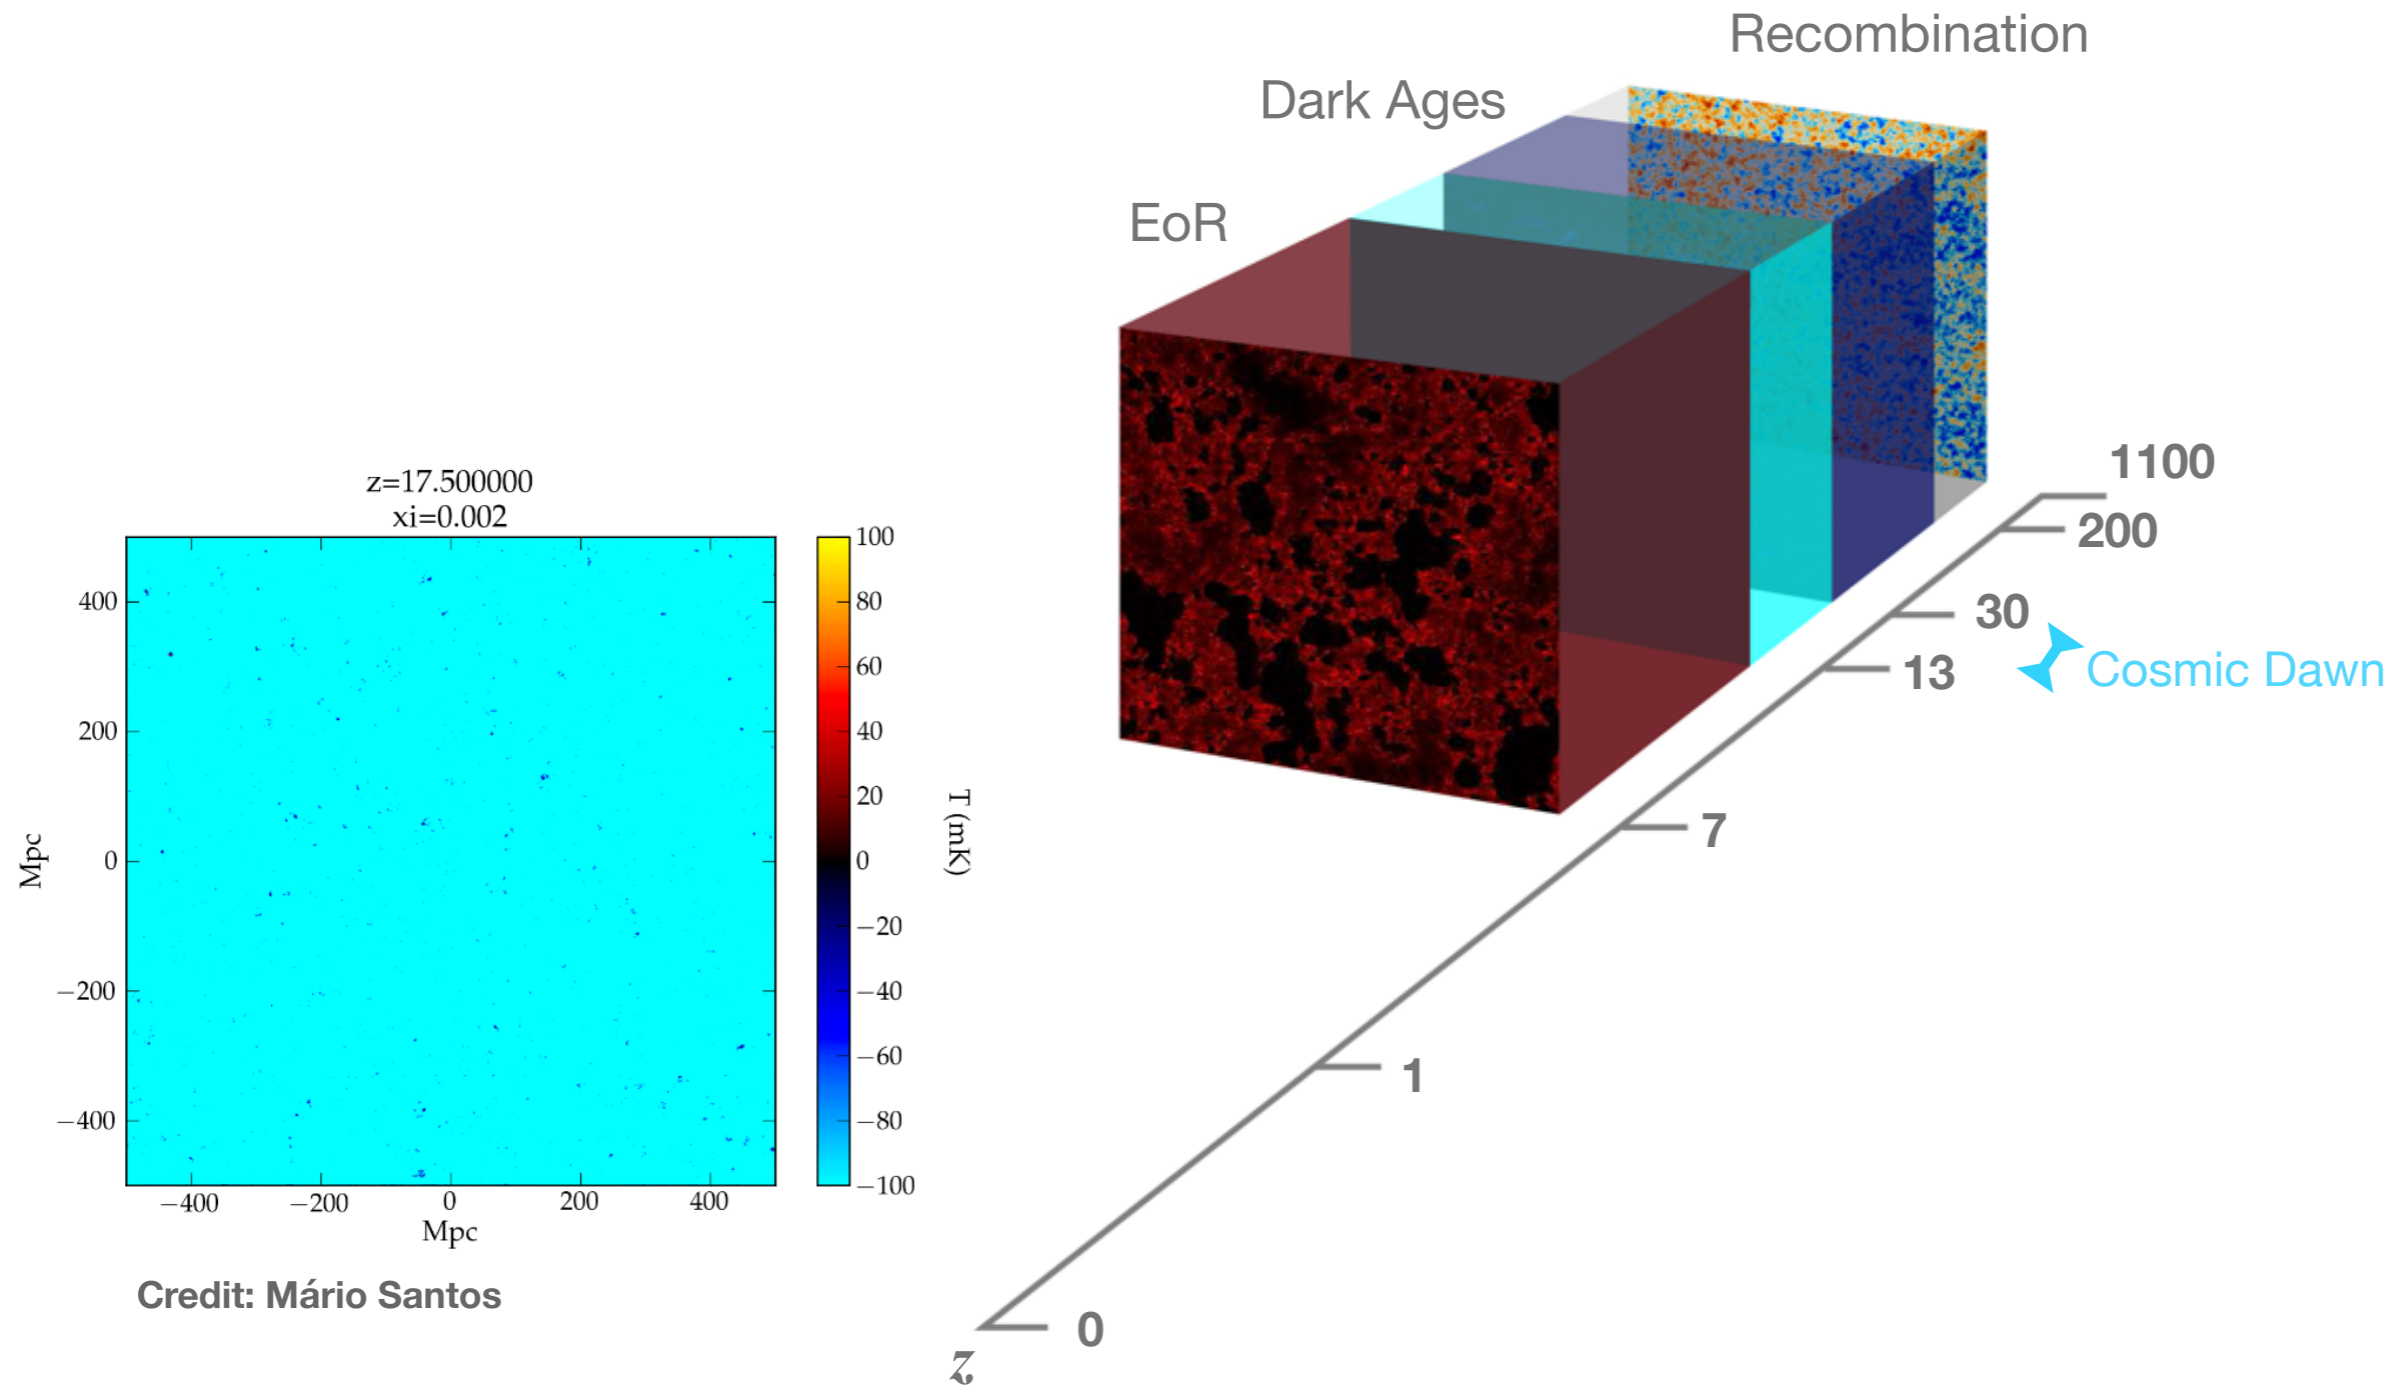 Recombination
Dark Ages
EoR
z=17.500000
xi=0.002
400
200
0
−200
−400
Mpc
−400
−200
0
200
400
Mpc
100
80
60
40
20
0
−20
−40
−60
−80
−100
T (mK)
Credit: Mário Santos
1100
200
30
13
Cosmic Dawn
7
1
0
z